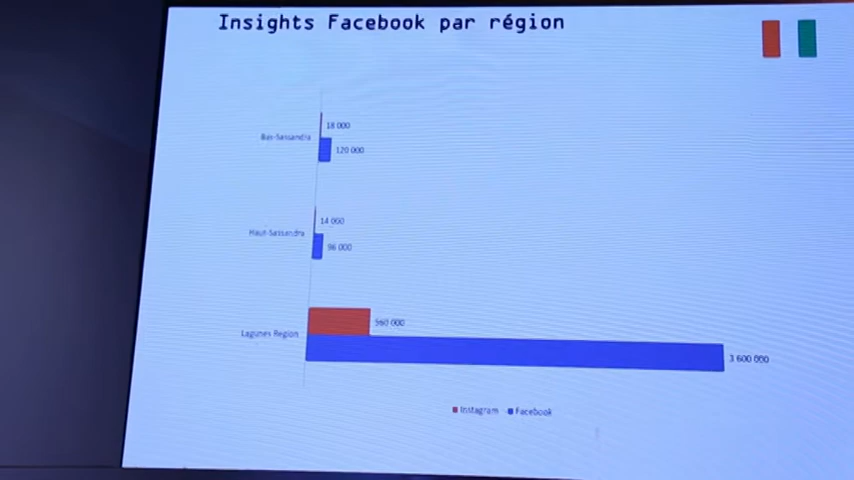 Insights Facebook par région
18 000
Bas-Sassandra
120 000
14 000
Haut-Sassandra
96 000
560 000
Lagunes Region
3 600 000
Instagram Facebook